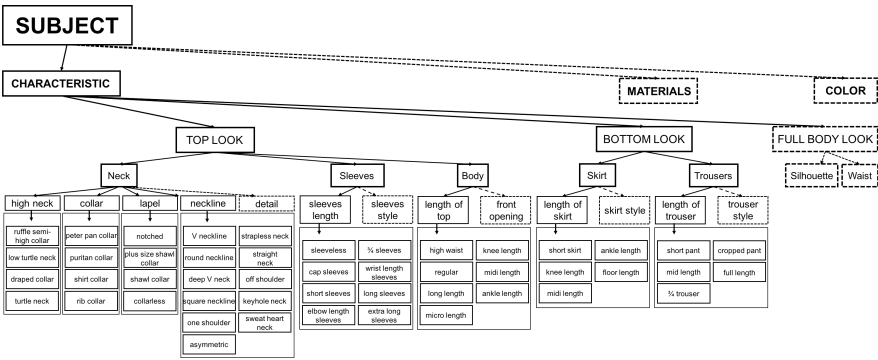 SUBJECT
CHARACTERISTIC
MATERIALS
COLOR
TOP LOOK
BOTTOM LOOK
FULL BODY LOOK
Neck
Sleeves
Body
Skirt
Trousers
Silhouette
Waist
high neck
collar
lapel
neckline
detail
sleeves
length
sleeves
style
length of
top
front
opening
length of
skirt
skirt style
length of
trouser
trouser
style
ruffle semi-
high collar
low turtle neck
draped collar
turtle neck
peter pan collar
puritan collar
shirt collar
rib collar
notched
plus size shawl
collar
shawl collar
collarless
V neckline
round neckline
deep V neck
square neckline
one shoulder
asymmetric
strapless neck
straight
neck
off shoulder
keyhole neck
sweat heart
neck
sleeveless
cap sleeves
short sleeves
elbow length
sleeves
¾ sleeves
wrist length
sleeves
long sleeves
extra long
sleeves
high waist
regular
long length
micro length
knee length
midi length
ankle length
short skirt
knee length
midi length
ankle length
floor length
short pant
mid length
¾ trouser
cropped pant
full length